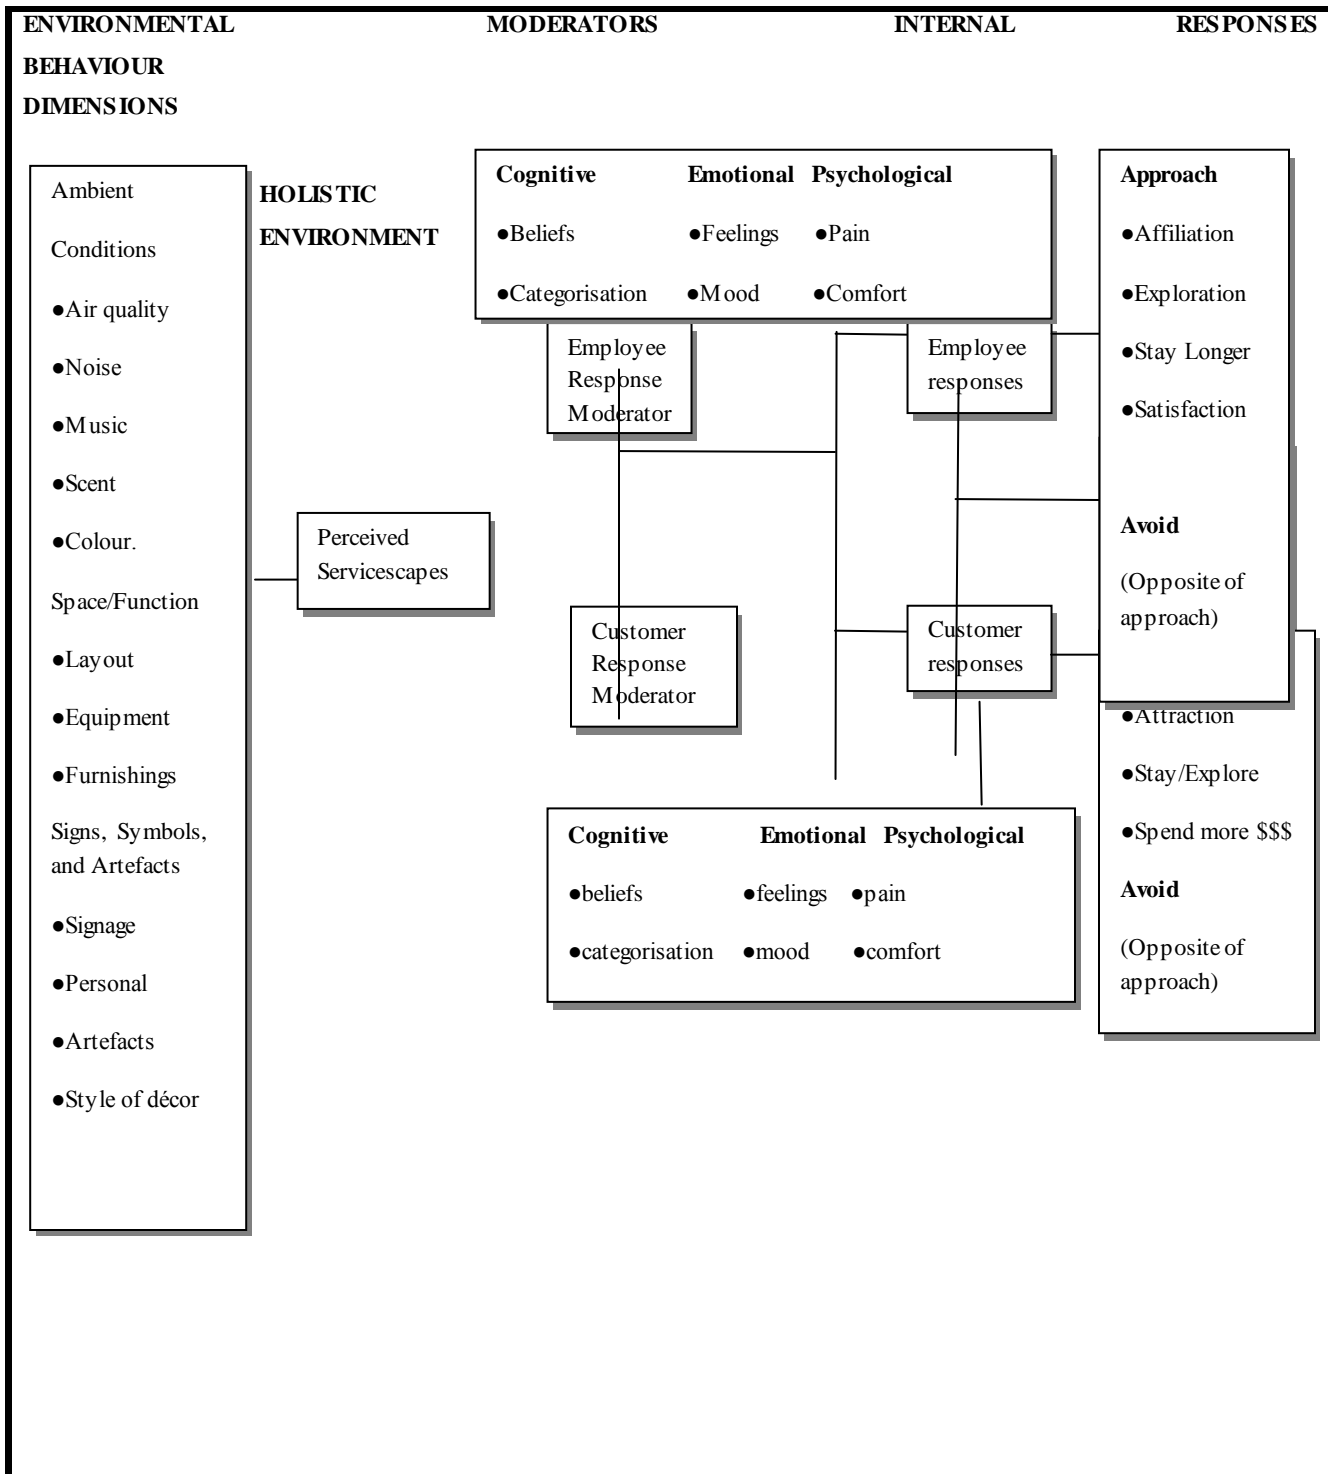 ENVIRONMENTAL
BEHAVIOUR
DIMENSIONS
MODERATORS
INTERNAL
RESPONSES
Ambient
Conditions
●Air quality
●Noise
●Music
●Scent
●Colour.
Space/Function
●Layout
●Equipment
●Furnishings
Signs, Symbols,
and Artefacts
●Signage
●Personal
●Artefacts
●Style of décor
HOLISTIC
ENVIRONMENT
Perceived
Servicescapes
Cognitive Emotional Psychological
●Beliefs ●Feelings ●Pain
●Categorisation ●Mood ●Comfort
Employee
Response
Moderator
Customer
Response
Moderator
Employee
responses
Customer
responses
Cognitive Emotional Psychological
●beliefs ●feelings ●pain
●categorisation ●mood ●comfort
Approach
●Affiliation
●Exploration
●Stay Longer
●Satisfaction
Avoid
(Opposite of
approach)
●Attraction
●Stay/Explore
●Spend more $$$
Avoid
(Opposite of
approach)